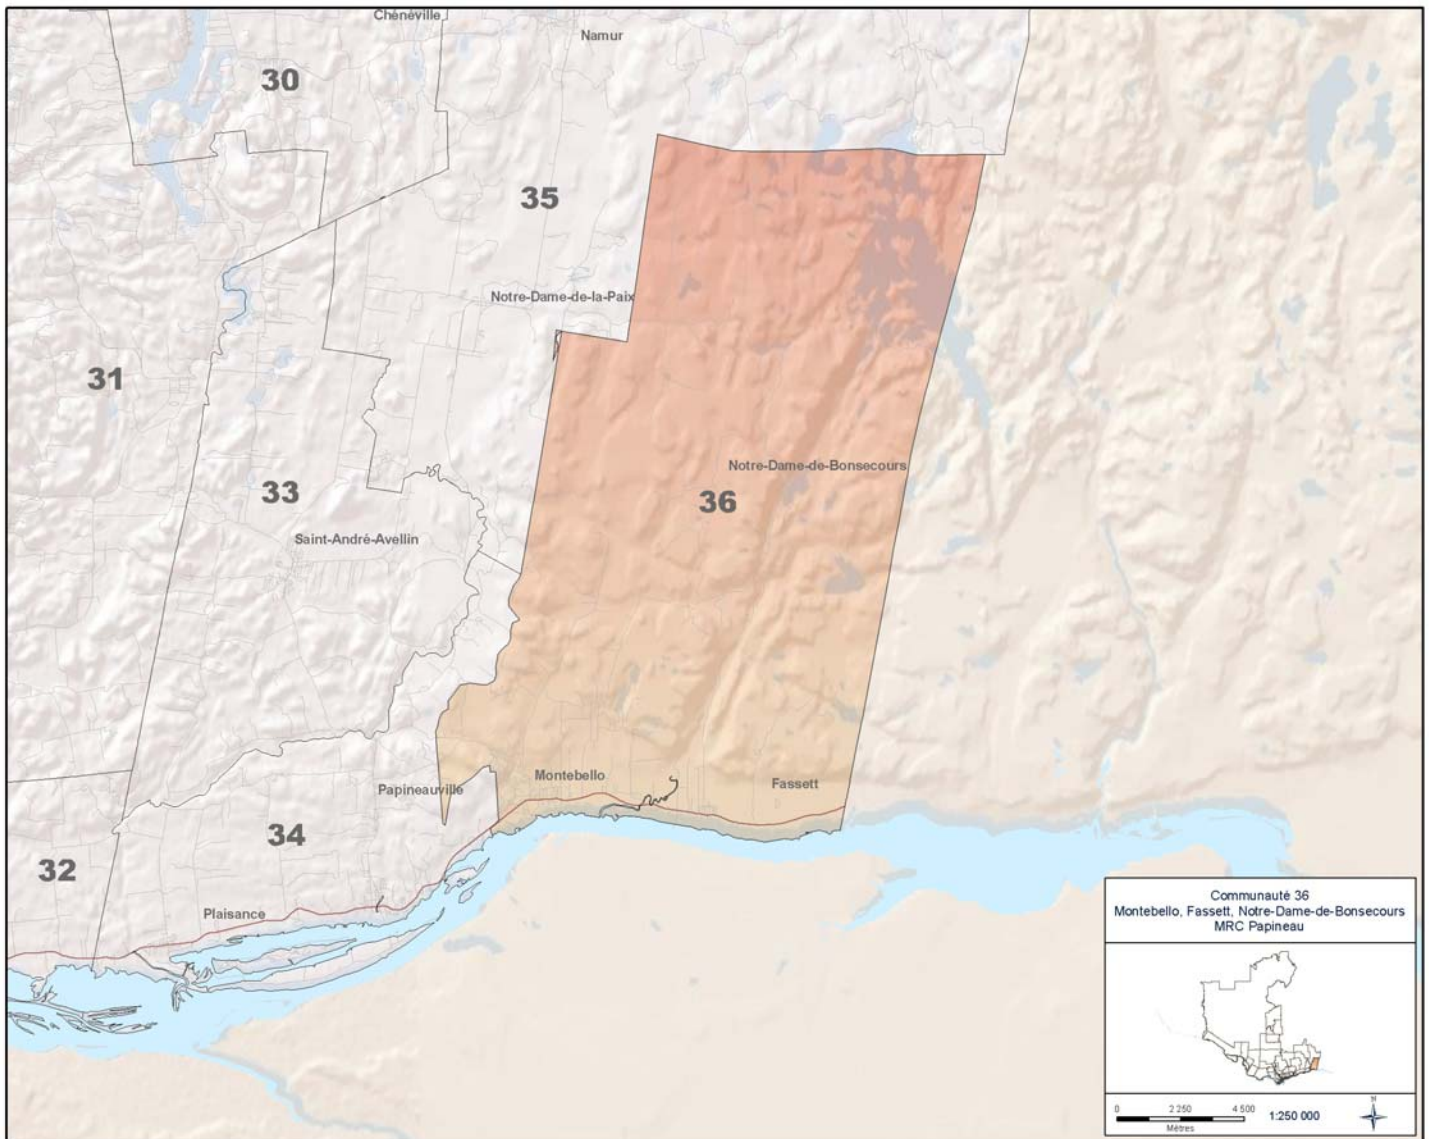 Chénéville
Namur
30
35
Notre-Dame-de-la-Paix
31
Notre-Dame-de-Bonsecours
33
36
Saint-André-Avellin
Montebello
Fassett
Papineauville
34
32
Plaisance
Communauté 36
Montebello, Fassett, Notre-Dame-de-Bonsecours
MRC Papineau
0 2 250 4 500
Mètres
1:250 000
N